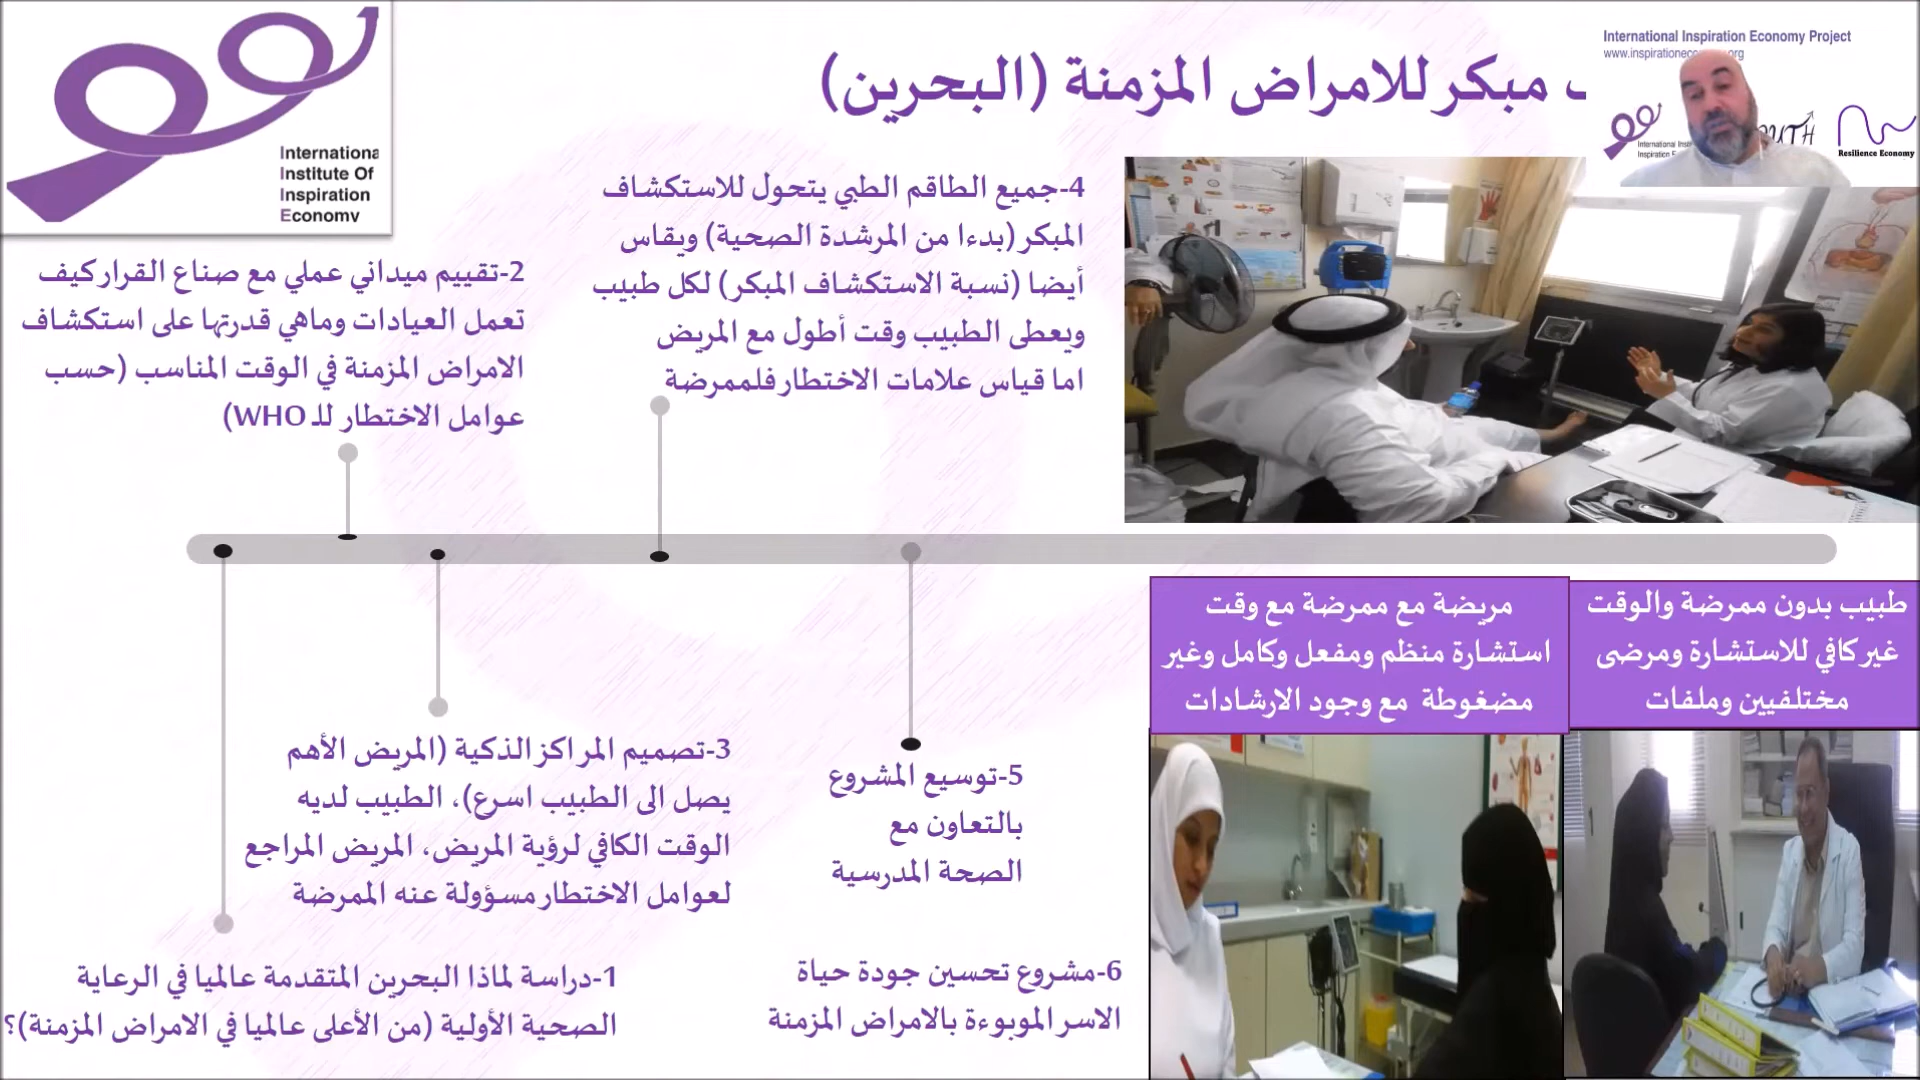 International
Institute Of
Inspiration
Economy
مبكر للامراض المزمنة (البحرين)
International Inspiration Economy Project
Resilience Economy
4-جميع الطاقم الطبي يتحول للاستكشاف
المبكر (بدءا من المرشدة الصحية) ويقاس
أيضا (نسبة الاستكشاف المبكر) لكل طبيب
ويعطى الطبيب وقت أطول مع المريض
اما قياس علامات الاختطار فلممرضة
2-تقييم ميداني عملي مع صناع القرار كيف
تعمل العيادات وماهي قدرتها على استكشاف
الامراض المزمنة في الوقت المناسب (حسب
عوامل الاختطار للـ WHO)
طبيب بدون ممرضة والوقت
غير كافي للاستشارة ومرضى
مختلفيين وملفات
مريضة مع ممرضة مع وقت
استشارة منظم ومفعل وكامل وغير
مضغوطة مع وجود الارشادات
3-تصميم المراكز الذكية (المريض الأهم
يصل الى الطبيب اسرع)، الطبيب لديه
الوقت الكافي لرؤية المريض، المريض المراجع
لعوامل الاختطار مسؤولة عنه الممرضة
5-توسيع المشروع
بالتعاون مع
الصحة المدرسية
1-دراسة لماذا البحرين المتقدمة عالميا في الرعاية
الصحية الأولية (من الأعلى عالميا في الامراض المزمنة)؟
6-مشروع تحسين جودة حياة
الاسر الموبوءة بالامراض المزمنة